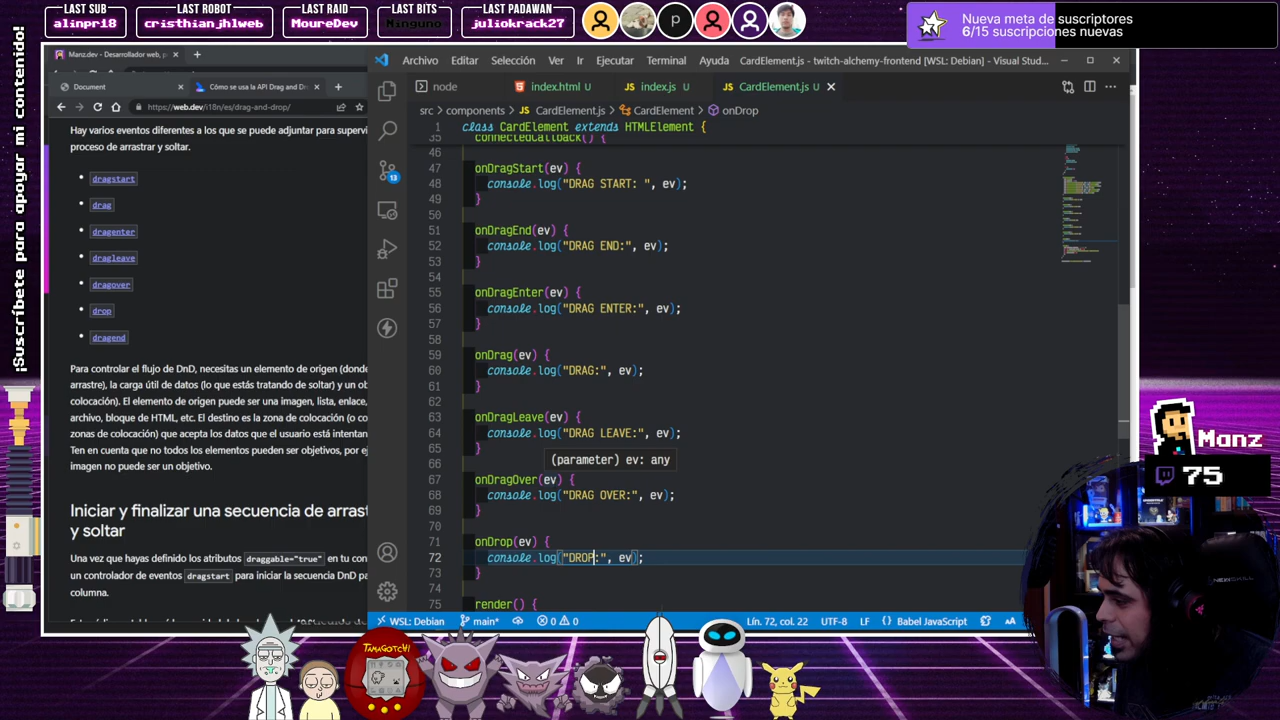 LAST SUB
alinpr18
LAST ROBOT
cristhianjhlweb
LAST RAID
MoureDev
LAST BITS
Ninguno
LAST PADAWAN
juliokrack27
p
Nueva meta de suscriptores
6/15 suscripciones nuevas
¡Suscríbete para apoyar mi contenido!
Manz.dev - Desarrollador web, p
Document
Cómo se usa la API Drag and D
https://web.dev/i18n/es/drag-and-drop/
Hay varios eventos diferentes a los que se puede adjuntar para supervi
proceso de arrastrar y soltar.
dragstart
drag
dragenter
dragleave
dragover
drop
dragend
Para controlar el flujo de DnD, necesitas un elemento de origen (donde
arrastre), la carga útil de datos (lo que estás tratando de soltar) y un ob
colocación). El elemento de origen puede ser una imagen, lista, enlace,
archivo, bloque de HTML, etc. El destino es la zona de colocación (o co
zonas de colocación) que acepta los datos que el usuario está intentan
Ten en cuenta que no todos los elementos pueden ser objetivos, por ej
imagen no puede ser un objetivo.
Iniciar y finalizar una secuencia de arrast
y soltar
Una vez que hayas definido los atributos draggable="true" en tu con
un controlador de eventos dragstart para iniciar la secuencia DnD pa
columna.
Archivo Editar Selección Ver Ir Ejecutar Terminal Ayuda CardElement.js - twitch-alchemy-frontend [WSL: Debian] - Visual Stud...
node
index.html U
index.js U
CardElement.js U
src > components > CardElement.js > CardElement > onDrop
1 class CardElement extends HTMLElement {
35 connectedCallback() {
46
47 onDragStart(ev) {
48 console.log("DRAG START: ", ev);
49 }
50
51 onDragEnd(ev) {
52 console.log("DRAG END:", ev);
53 }
54
55 onDragEnter(ev) {
56 console.log("DRAG ENTER:", ev);
57 }
58
59 onDrag(ev) {
60 console.log("DRAG:", ev);
61 }
62
63 onDragLeave(ev) {
64 console.log("DRAG LEAVE:", ev);
65 }
(parameter) ev: any
66
67 onDragOver(ev) {
68 console.log("DRAG OVER:", ev);
69 }
70
71 onDrop(ev) {
72 console.log("DROP:", ev);
73 }
74
75 render() {
13
WSL: Debian
main*
0
0
Lín. 72, col. 22
UTF-8
LF
Babel JavaScript
Manz
75
TAMAGOTCHI